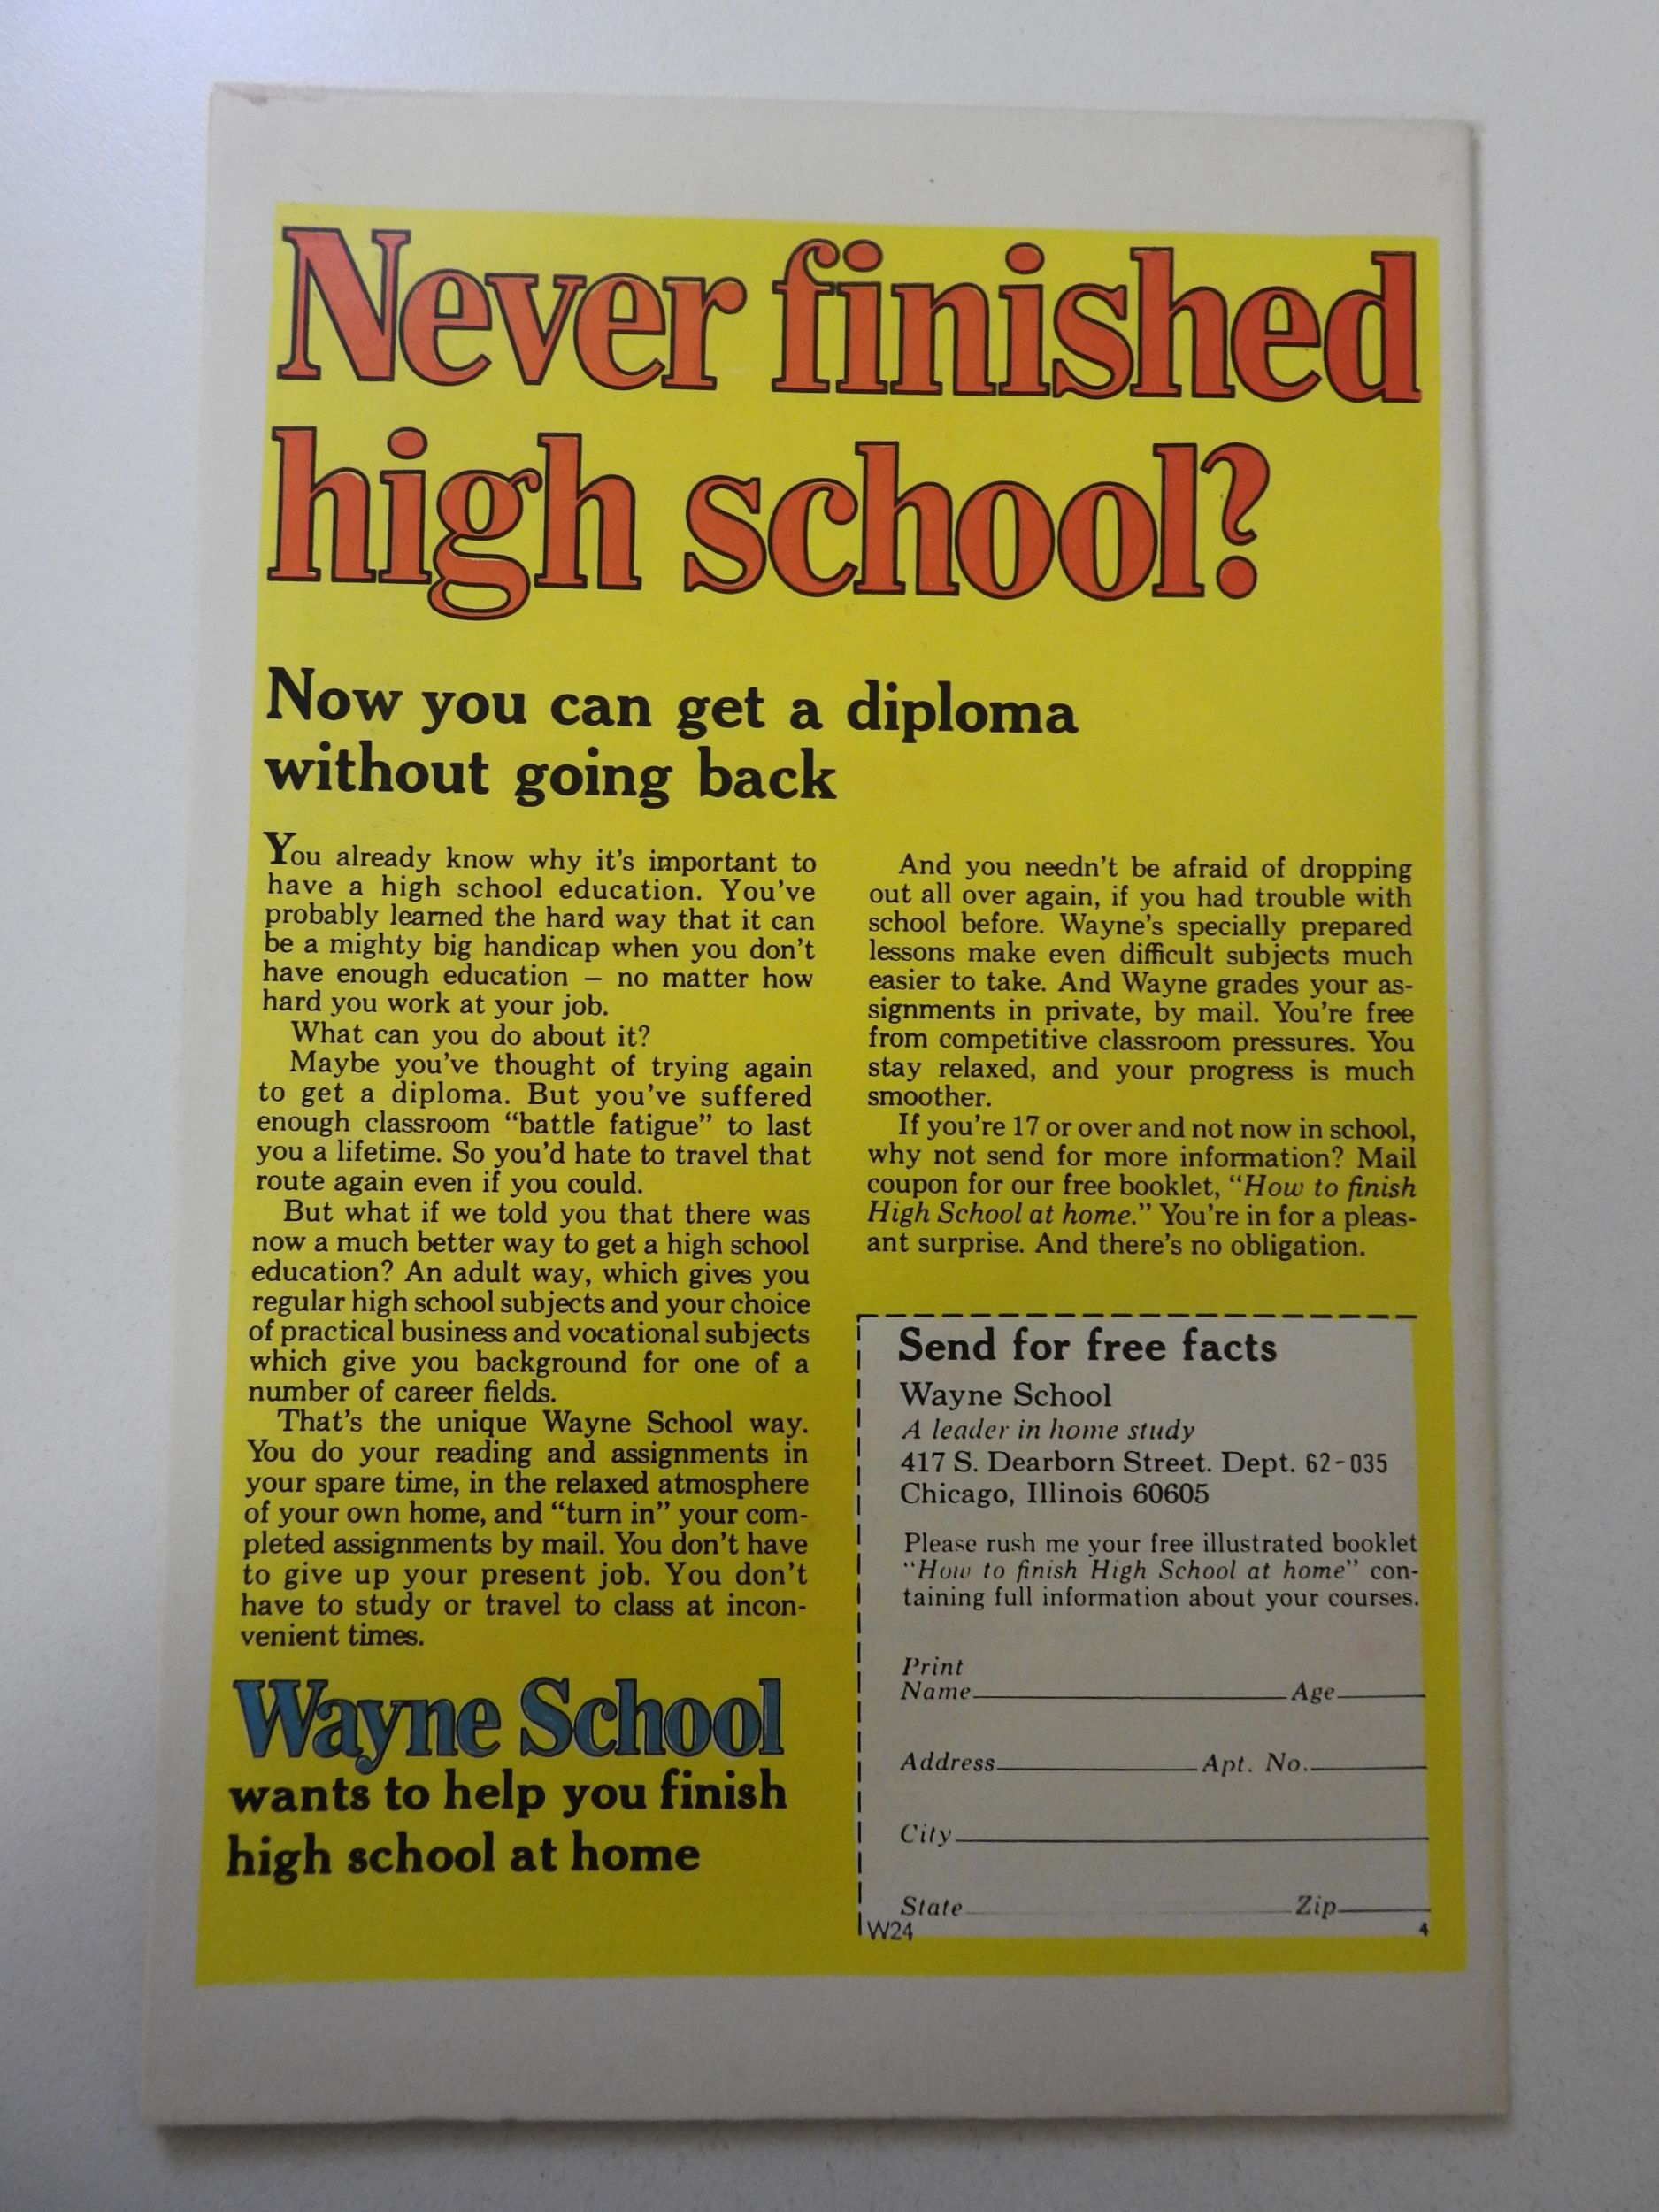 Never finished
high school?
Now you can get a diploma
without going back
You already know why it's important to
have a high school education. You've
probably learned the hard way that it can
be a mighty big handicap when you don't
have enough education – no matter how
hard you work at your job.
What can you do about it?
Maybe you've thought of trying again
to get a diploma. But you've suffered
enough classroom “battle fatigue” to last
you a lifetime. So you'd hate to travel that
route again even if you could.
But what if we told you that there was
now a much better way to get a high school
education? An adult way, which gives you
regular high school subjects and your choice
of practical business and vocational subjects
which give you background for one of a
number of career fields.
That's the unique Wayne School way.
You do your reading and assignments in
your spare time, in the relaxed atmosphere
of your own home, and “turn in” your com-
pleted assignments by mail. You don't have
to give up your present job. You don't
have to study or travel to class at incon-
venient times.
Wayne School
wants to help you finish
high school at home
And you needn't be afraid of dropping
out all over again, if you had trouble with
school before. Wayne's specially prepared
lessons make even difficult subjects much
easier to take. And Wayne grades your as-
signments in private, by mail. You're free
from competitive classroom pressures. You
stay relaxed, and your progress is much
smoother.
If you're 17 or over and not now in school,
why not send for more information? Mail
coupon for our free booklet, “How to finish
High School at home.” You're in for a pleas-
ant surprise. And there's no obligation.
Send for free facts
Wayne School
A leader in home study
417 S. Dearborn Street. Dept. 62-035
Chicago, Illinois 60605
Please rush me your free illustrated booklet
“How to finish High School at home” con-
taining full information about your courses.
Print
Name Age
Address Apt. No.
City
State Zip
W24 4